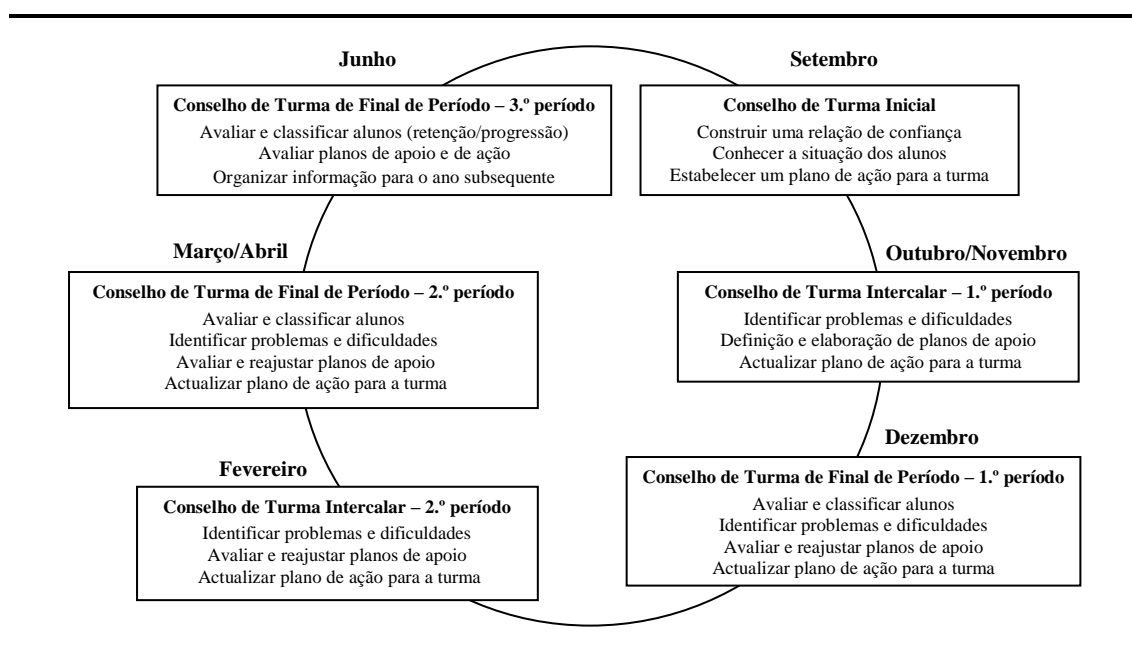 Junho
Conselho de Turma de Final de Período – 3.º período
Avaliar e classificar alunos (retenção/progressão)
Avaliar planos de apoio e de ação
Organizar informação para o ano subsequente
Setembro
Conselho de Turma Inicial
Construir uma relação de confiança
Conhecer a situação dos alunos
Estabelecer um plano de ação para a turma
Março/Abril
Conselho de Turma de Final de Período – 2.º período
Avaliar e classificar alunos
Identificar problemas e dificuldades
Avaliar e reajustar planos de apoio
Actualizar plano de ação para a turma
Outubro/Novembro
Conselho de Turma Intercalar – 1.º período
Identificar problemas e dificuldades
Definição e elaboração de planos de apoio
Actualizar plano de ação para a turma
Fevereiro
Conselho de Turma Intercalar – 2.º período
Identificar problemas e dificuldades
Avaliar e reajustar planos de apoio
Actualizar plano de ação para a turma
Dezembro
Conselho de Turma de Final de Período – 1.º período
Avaliar e classificar alunos
Identificar problemas e dificuldades
Avaliar e reajustar planos de apoio
Actualizar plano de ação para a turma